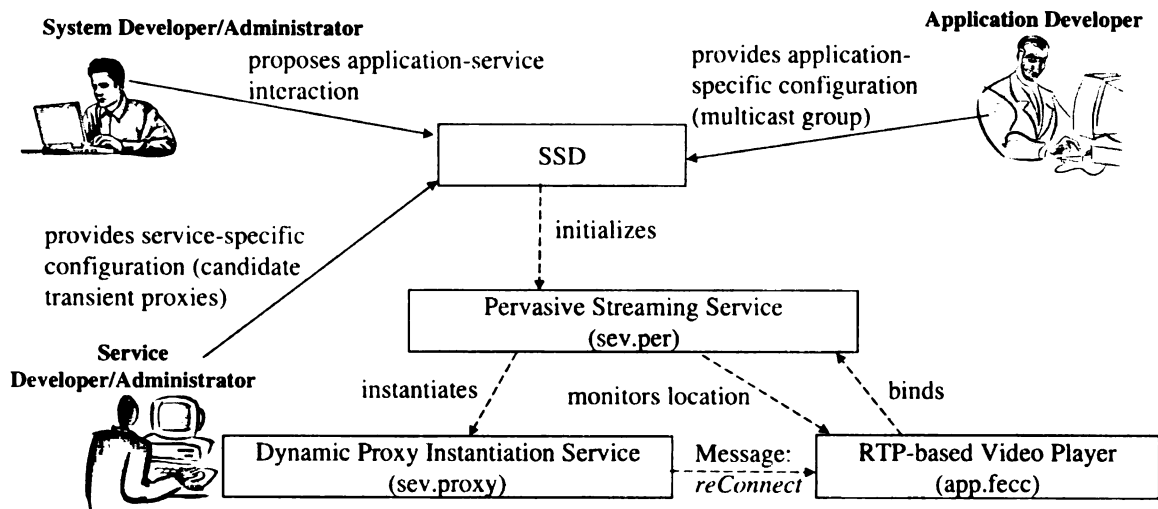 System Developer/Administrator
Application Developer
proposes application-service
interaction
provides application-
specific configuration
(multicast group)
SSD
provides service-specific
configuration (candidate
transient proxies)
initializes
Pervasive Streaming Service
(sev.per)
Service
Developer/Administrator
instantiates
monitors location
binds
Dynamic Proxy Instantiation Service
(sev.proxy)
Message:
reConnect
RTP-based Video Player
(app.fecc)